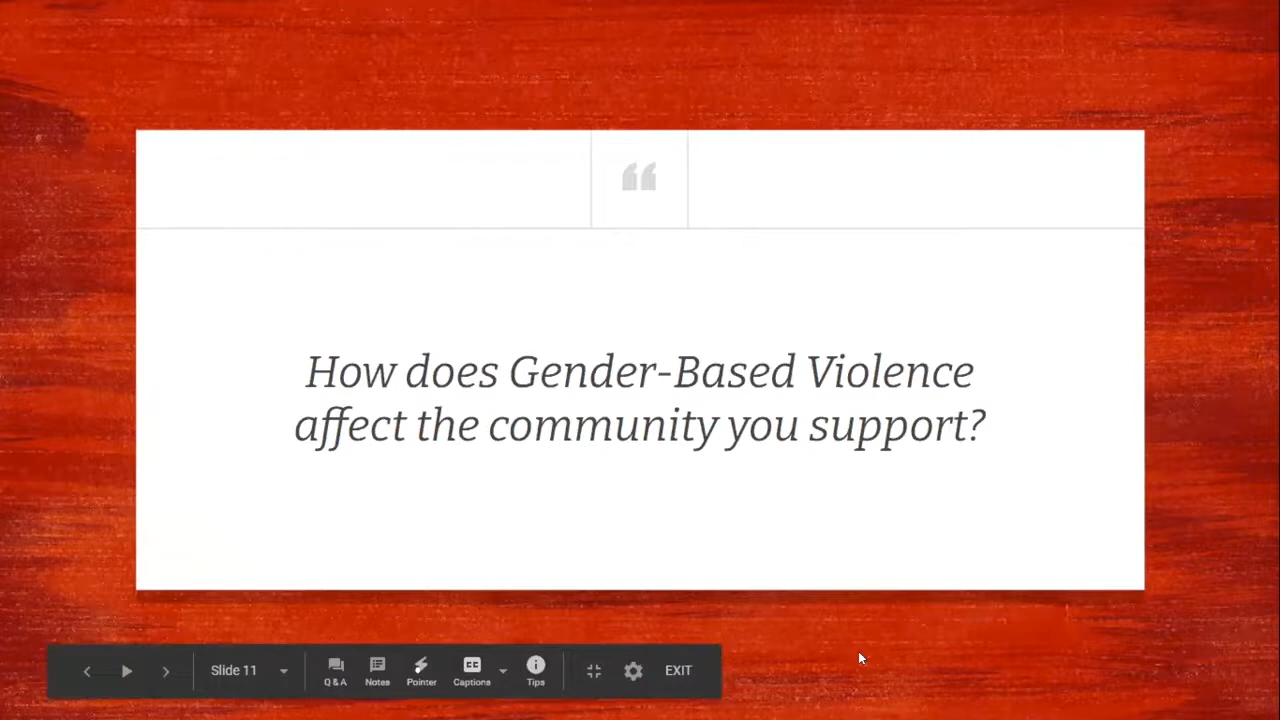 “
How does Gender-Based Violence
affect the community you support?
Slide 11
Q & A
Notes
Pointer
Captions
Tips
EXIT